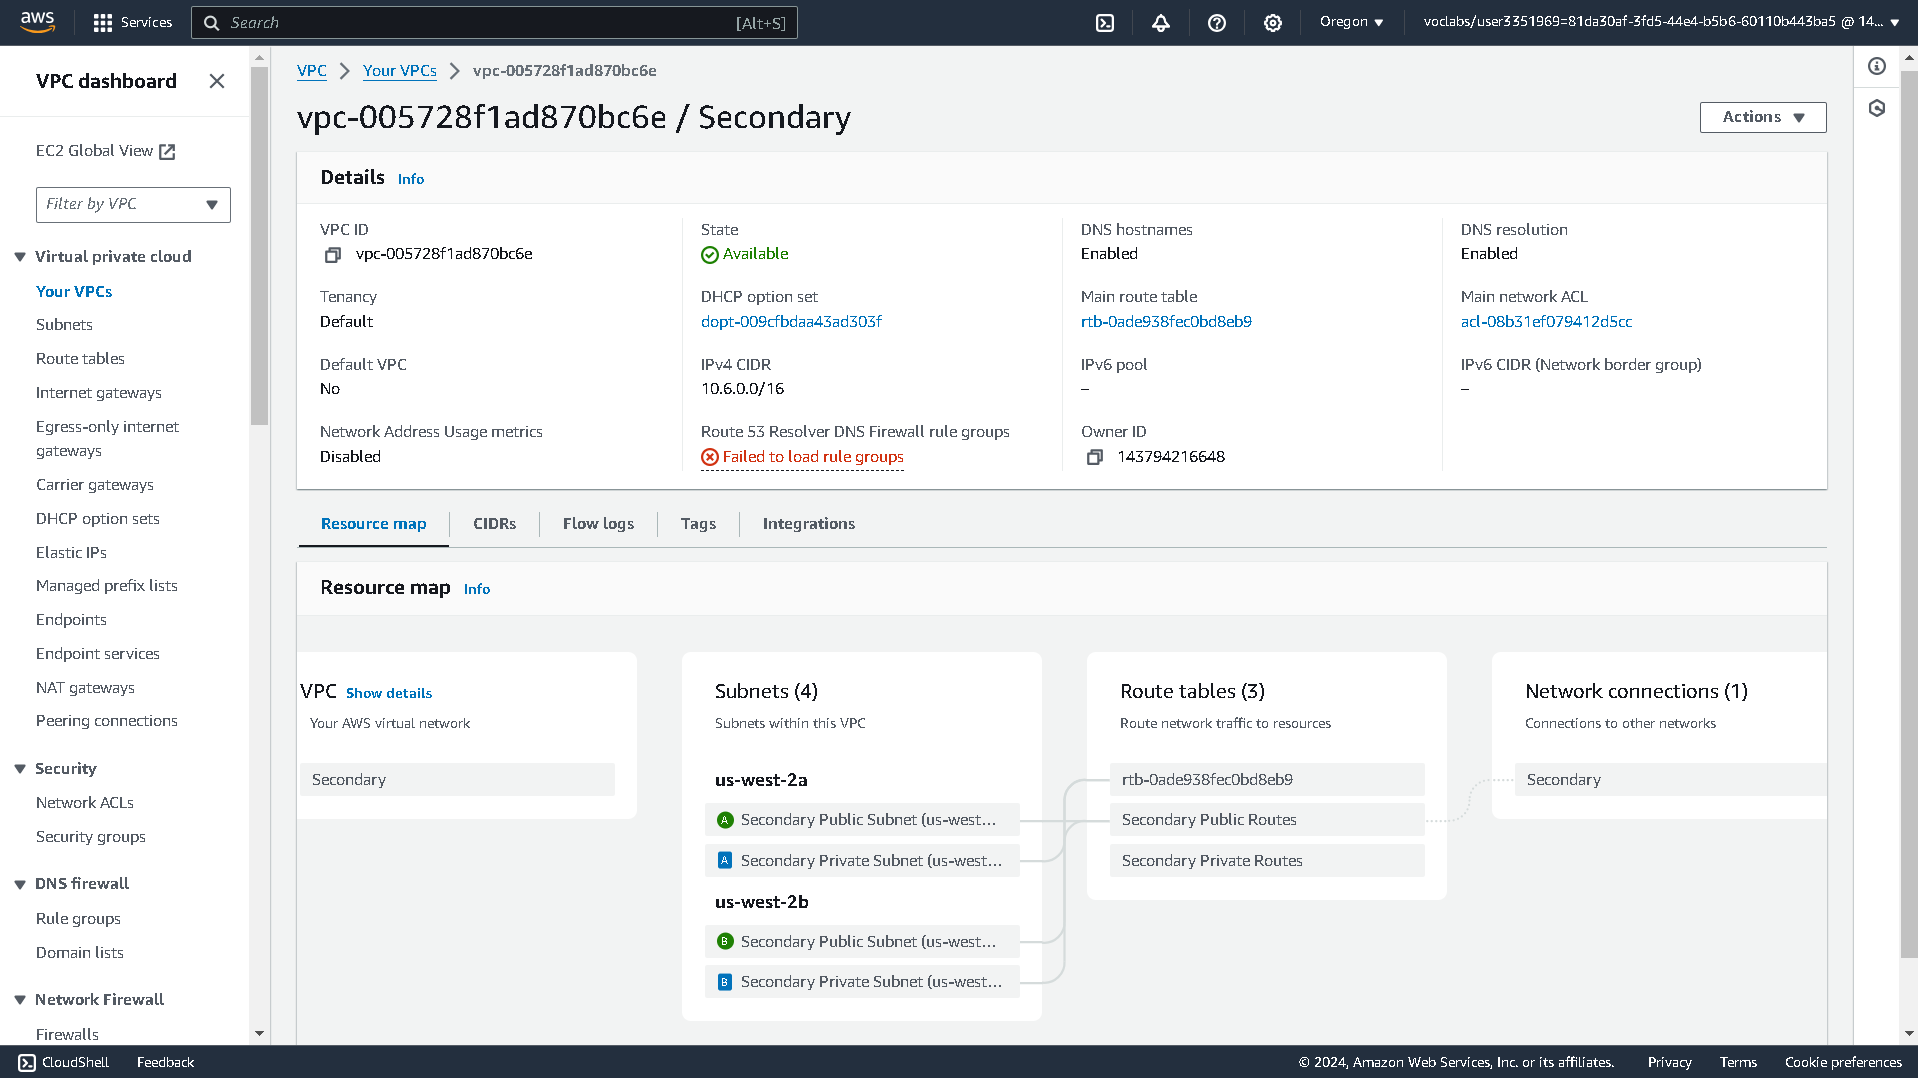 aws
Services
Search
[Alt+S]
Oregon
voclabs/user3351969=81da30af-3fd5-44e4-b5b6-60110b443ba5 @ 14...
VPC dashboard
EC2 Global View
Filter by VPC
Virtual private cloud
Your VPCs
Subnets
Route tables
Internet gateways
Egress-only internet
gateways
Carrier gateways
DHCP option sets
Elastic IPs
Managed prefix lists
Endpoints
Endpoint services
NAT gateways
Peering connections
Security
Network ACLs
Security groups
DNS firewall
Rule groups
Domain lists
Network Firewall
Firewalls
VPC
Your VPCs
vpc-005728f1ad870bc6e
vpc-005728f1ad870bc6e / Secondary
Actions
Details Info
VPC ID
vpc-005728f1ad870bc6e
State
Available
DNS hostnames
Enabled
DNS resolution
Enabled
Tenancy
Default
DHCP option set
dopt-009cfbdaa43ad303f
Main route table
rtb-0ade938fec0bd8eb9
Main network ACL
acl-08b31ef079412d5cc
Default VPC
No
IPv4 CIDR
10.6.0.0/16
IPv6 pool
–
IPv6 CIDR (Network border group)
–
Network Address Usage metrics
Disabled
Route 53 Resolver DNS Firewall rule groups
Failed to load rule groups
Owner ID
143794216648
Resource map
CIDRs
Flow logs
Tags
Integrations
Resource map Info
VPC Show details
Your AWS virtual network
Secondary
Subnets (4)
Subnets within this VPC
us-west-2a
A Secondary Public Subnet (us-west...
A Secondary Private Subnet (us-west...
us-west-2b
B Secondary Public Subnet (us-west...
B Secondary Private Subnet (us-west...
Route tables (3)
Route network traffic to resources
rtb-0ade938fec0bd8eb9
Secondary Public Routes
Secondary Private Routes
Network connections (1)
Connections to other networks
Secondary
CloudShell
Feedback
© 2024, Amazon Web Services, Inc. or its affiliates.
Privacy
Terms
Cookie preferences